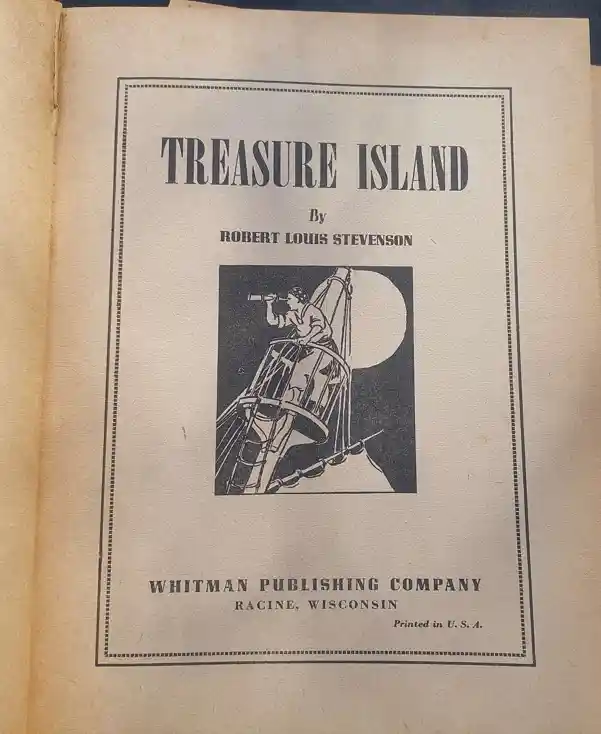 TREASURE ISLAND
By
ROBERT LOUIS STEVENSON
WHITMAN PUBLISHING COMPANY
RACINE, WISCONSIN
Printed in U. S. A.